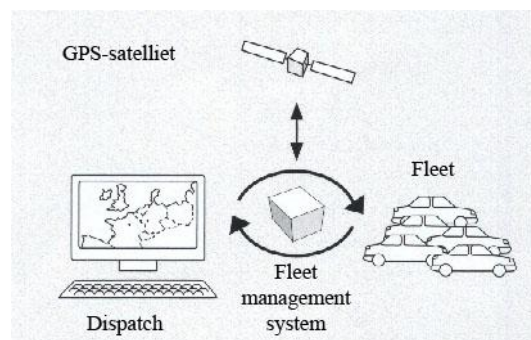 GPS-satelliet
Fleet
Fleet
management
system
Dispatch